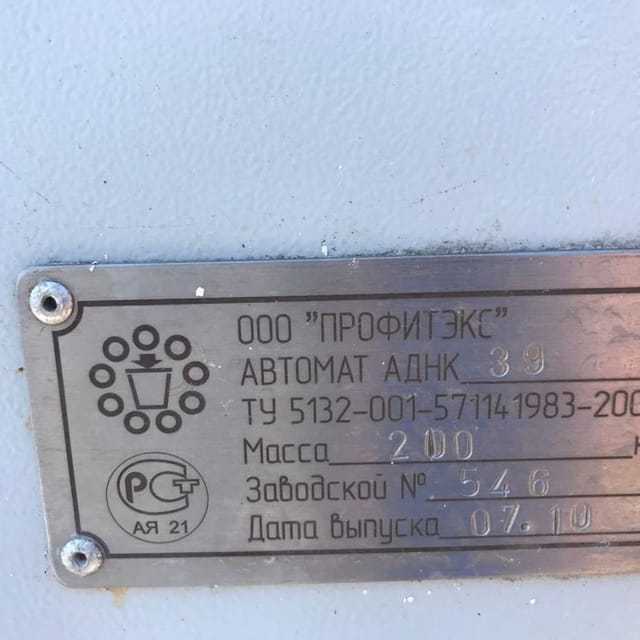 ООО "ПРОФИТЭКС"
АВТОМАТ АДНК 39
ТУ 5132-001-571141983-200
Масса 200
Заводской № 546
Дата выпуска 07.10
РСТ
АЯ 21